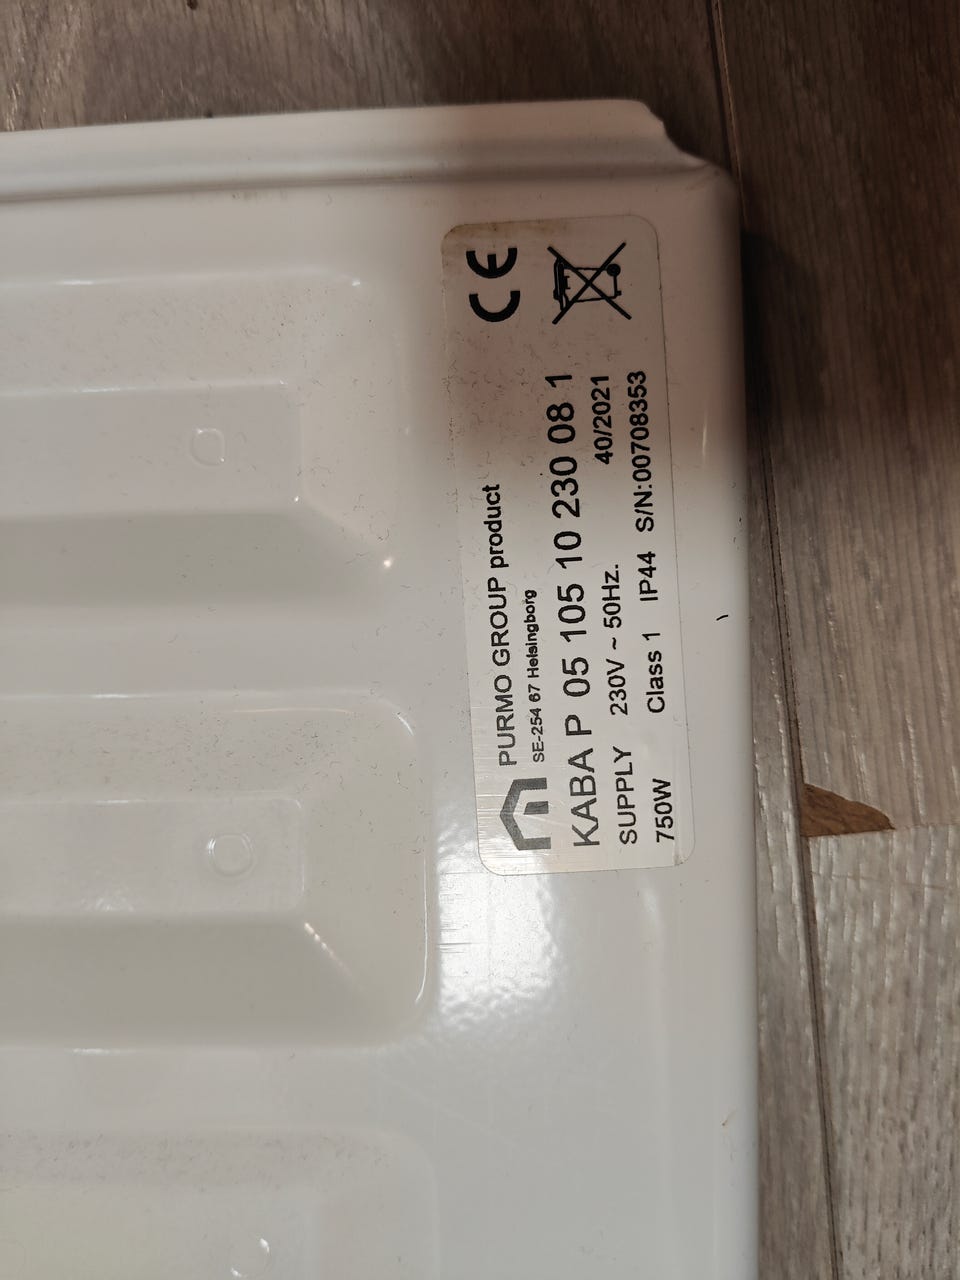 PURMO GROUP product
SE-254 67 Helsingborg
CE
KABA P 05 105 10 230 08 1
SUPPLY 230V ~ 50Hz. 40/2021
750W Class 1 IP44 S/N:00708353